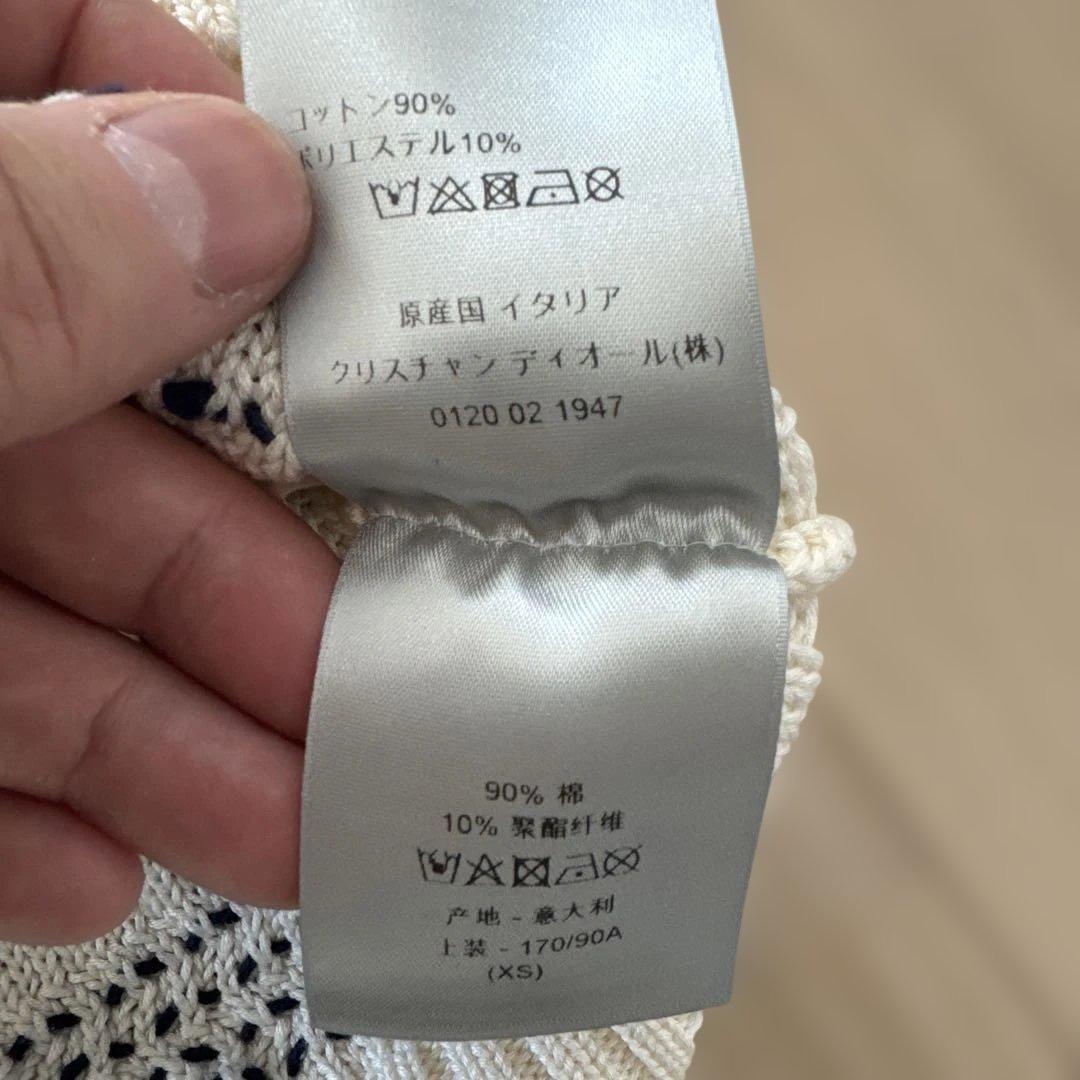 コットン90%
ポリエステル10%
原産国 イタリア
クリスチャン ディオール(株)
0120 02 1947
90% 棉
10% 聚酯纤维
产地 - 意大利
上装 - 170/90A
(XS)